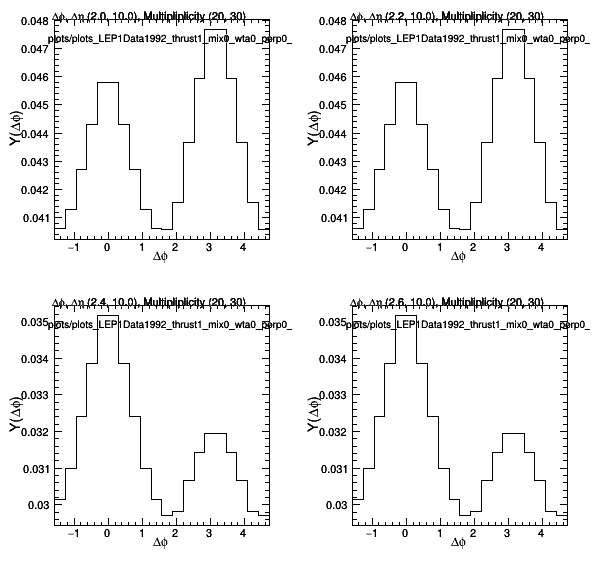 Δφ, Δη (2.0, 10.0), Multipliplicity (20, 30)
plots/plots_LEP1Data1992_thrust1_mix0_wta0_perp0_
0.048
0.047
0.046
0.045
0.044
0.043
0.042
0.041
Y(Δφ)
−1 0 1 2 3 4
Δφ
Δφ, Δη (2.2, 10.0), Multipliplicity (20, 30)
plots/plots_LEP1Data1992_thrust1_mix0_wta0_perp0_
0.048
0.047
0.046
0.045
0.044
0.043
0.042
0.041
Y(Δφ)
−1 0 1 2 3 4
Δφ
Δφ, Δη (2.4, 10.0), Multipliplicity (20, 30)
plots/plots_LEP1Data1992_thrust1_mix0_wta0_perp0_
0.035
0.034
0.033
0.032
0.031
0.03
Y(Δφ)
−1 0 1 2 3 4
Δφ
Δφ, Δη (2.6, 10.0), Multipliplicity (20, 30)
plots/plots_LEP1Data1992_thrust1_mix0_wta0_perp0_
0.035
0.034
0.033
0.032
0.031
0.03
Y(Δφ)
−1 0 1 2 3 4
Δφ